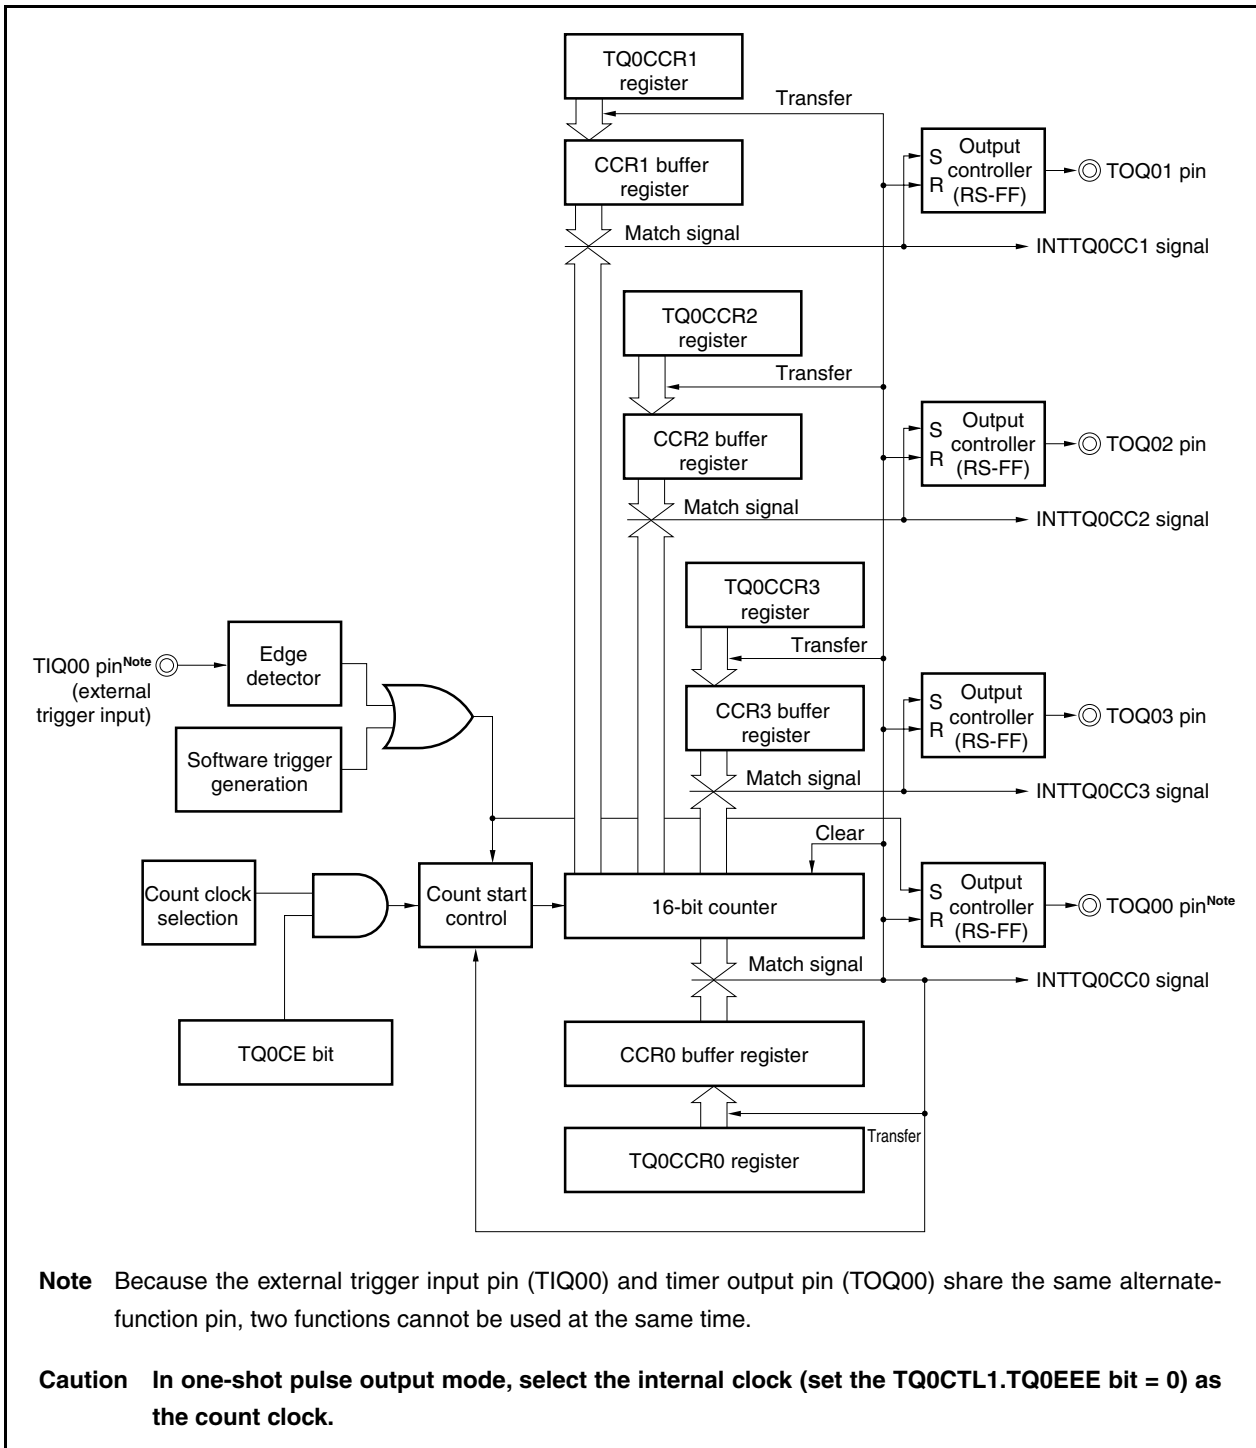 TQ0CCR1
register
Transfer
CCR1 buffer
register
S
R
Output
controller
(RS-FF)
TOQ01 pin
Match signal
INTTQ0CC1 signal
TQ0CCR2
register
Transfer
CCR2 buffer
register
S
R
Output
controller
(RS-FF)
TOQ02 pin
Match signal
INTTQ0CC2 signal
TQ0CCR3
register
Transfer
TIQ00 pinNote
(external
trigger input)
Edge
detector
CCR3 buffer
register
S
R
Output
controller
(RS-FF)
TOQ03 pin
Software trigger
generation
Match signal
INTTQ0CC3 signal
Clear
Count clock
selection
Count start
control
16-bit counter
S
R
Output
controller
(RS-FF)
TOQ00 pinNote
Match signal
INTTQ0CC0 signal
TQ0CE bit
CCR0 buffer register
Transfer
TQ0CCR0 register
Note Because the external trigger input pin (TIQ00) and timer output pin (TOQ00) share the same alternate-
function pin, two functions cannot be used at the same time.
Caution In one-shot pulse output mode, select the internal clock (set the TQ0CTL1.TQ0EEE bit = 0) as
the count clock.